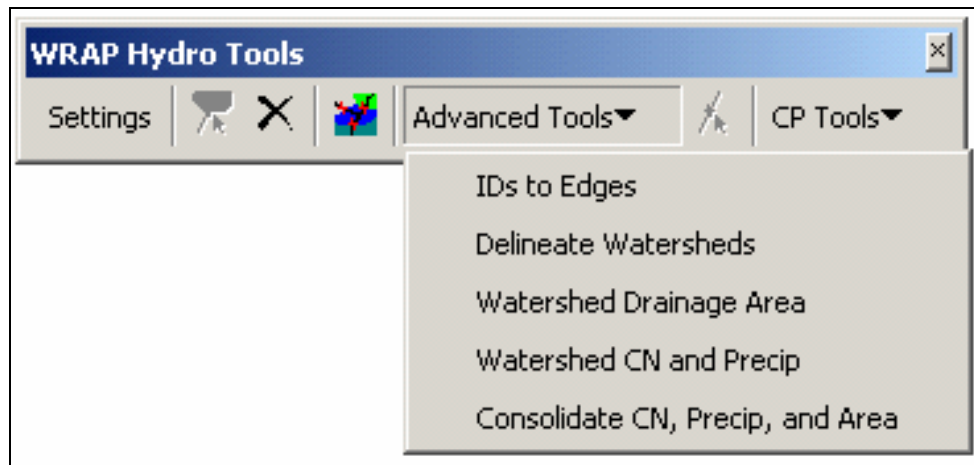 WRAP Hydro Tools
Settings Advanced Tools CP Tools
IDs to Edges
Delineate Watersheds
Watershed Drainage Area
Watershed CN and Precip
Consolidate CN, Precip, and Area